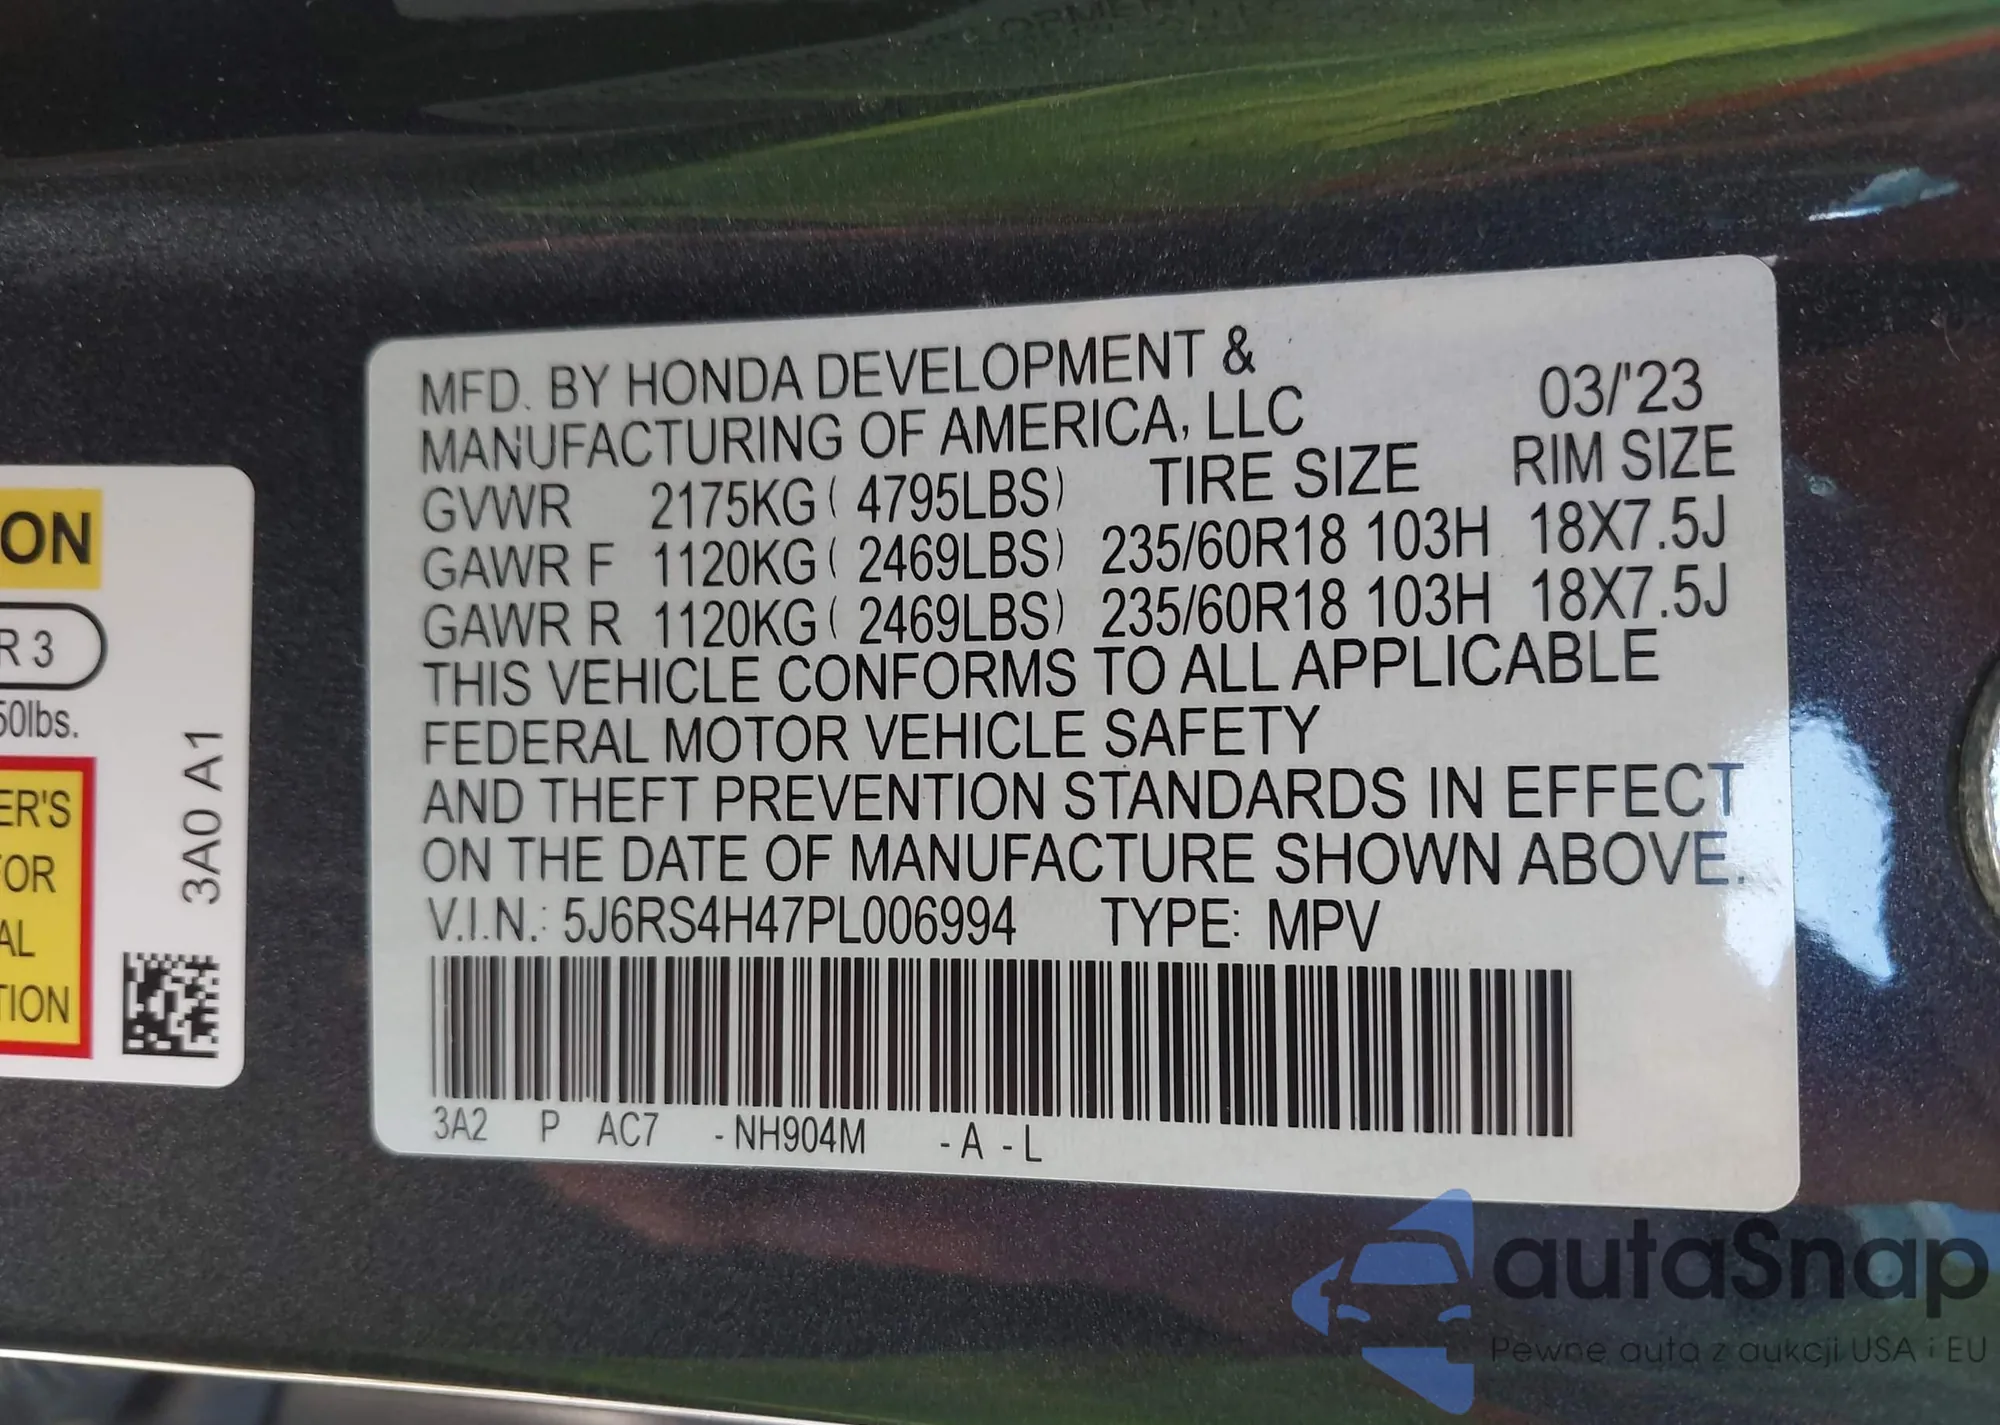 MFD. BY HONDA DEVELOPMENT &
MANUFACTURING OF AMERICA, LLC 03/'23
GVWR 2175KG ( 4795LBS) TIRE SIZE RIM SIZE
GAWR F 1120KG ( 2469LBS) 235/60R18 103H 18X7.5J
GAWR R 1120KG ( 2469LBS) 235/60R18 103H 18X7.5J
THIS VEHICLE CONFORMS TO ALL APPLICABLE
FEDERAL MOTOR VEHICLE SAFETY
AND THEFT PREVENTION STANDARDS IN EFFECT
ON THE DATE OF MANUFACTURE SHOWN ABOVE.
V.I.N.: 5J6RS4H47PL006994 TYPE: MPV
3A2 P AC7 -NH904M -A -L
ON
R 3
50lbs.
ER'S
FOR
AL
TION
3A0 A1
autaSnap
Pewne auta z aukcji USA i EU